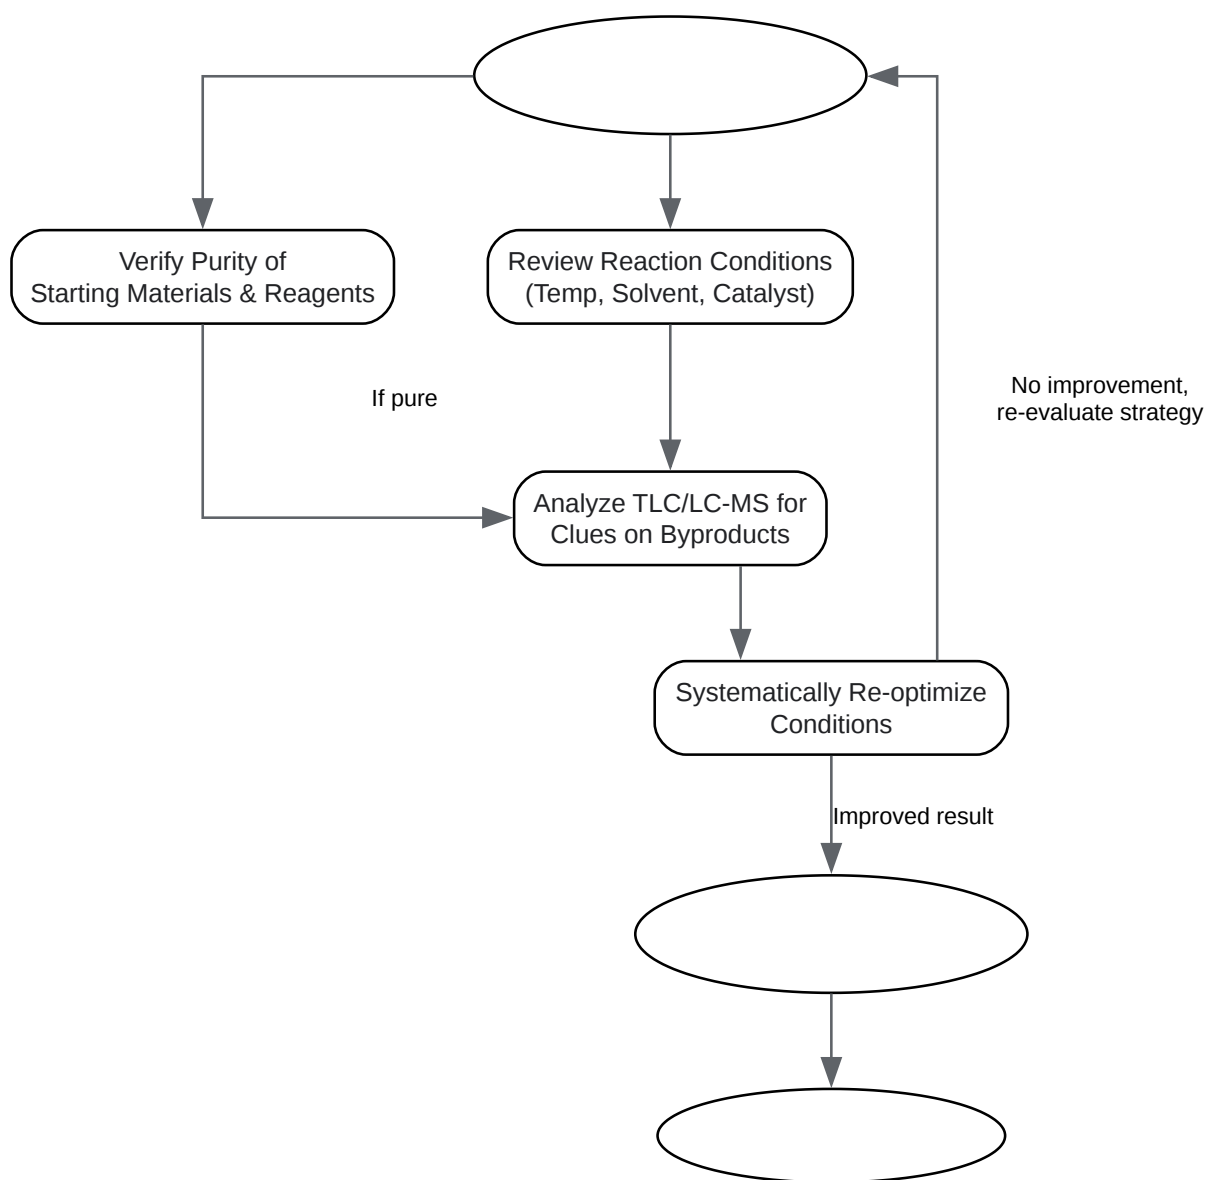 Verify Purity of
Starting Materials & Reagents
Review Reaction Conditions
(Temp, Solvent, Catalyst)
If pure
No improvement,
re-evaluate strategy
Analyze TLC/LC-MS for
Clues on Byproducts
Systematically Re-optimize
Conditions
Improved result